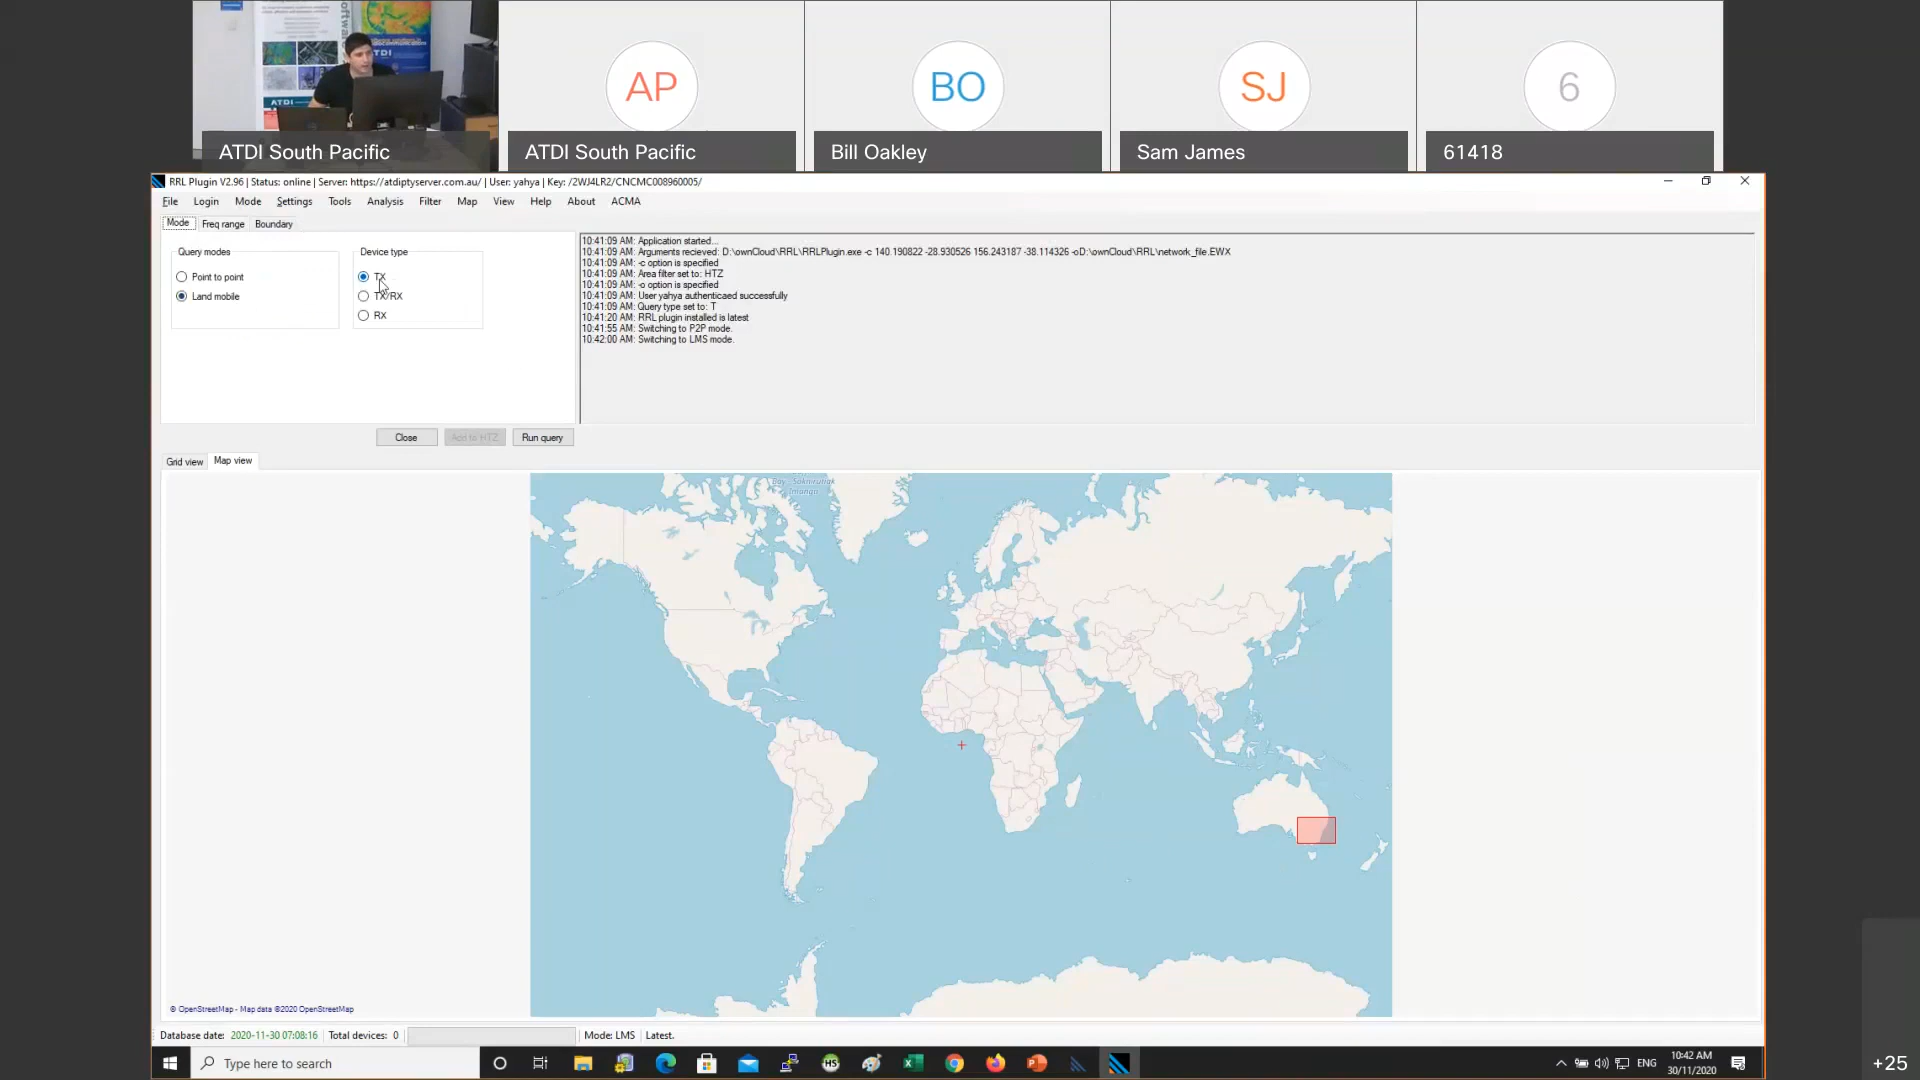 AP
BO
SJ
6
ATDI
ATDI
ATDI South Pacific
ATDI South Pacific
Bill Oakley
Sam James
61418
RRL Plugin V2.96 | Status: online | Server: https://atdiptyserver.com.au/ | User: yahya | Key: /2WJ4LR2/CNCMC008960005/
File Login Mode Settings Tools Analysis Filter Map View Help About ACMA
Mode Freq range Boundary
Query modes
Point to point
Land mobile
Device type
TX
TX/RX
RX
10:41:09 AM: Application started...
10:41:09 AM: Arguments recieved: D:\ownCloud\RRL\RRLPlugin.exe -c 140.190822 -28.930526 156.243187 -38.114326 -oD:\ownCloud\RRL\network_file.EWX
10:41:09 AM: -c option is specified
10:41:09 AM: Area filter set to: HTZ
10:41:09 AM: -o option is specified
10:41:09 AM: User yahya authenticaed successfully
10:41:09 AM: Query type set to: T
10:41:20 AM: RRL plugin installed is latest
10:41:55 AM: Switching to P2P mode.
10:42:00 AM: Switching to LMS mode.
Close Add to HTZ Run query
Grid view Map view
© OpenStreetMap - Map data ©2020 OpenStreetMap
Database date: 2020-11-30 07:08:16 Total devices: 0 Mode: LMS Latest.
Type here to search
HS
ENG
10:42 AM
30/11/2020
+25